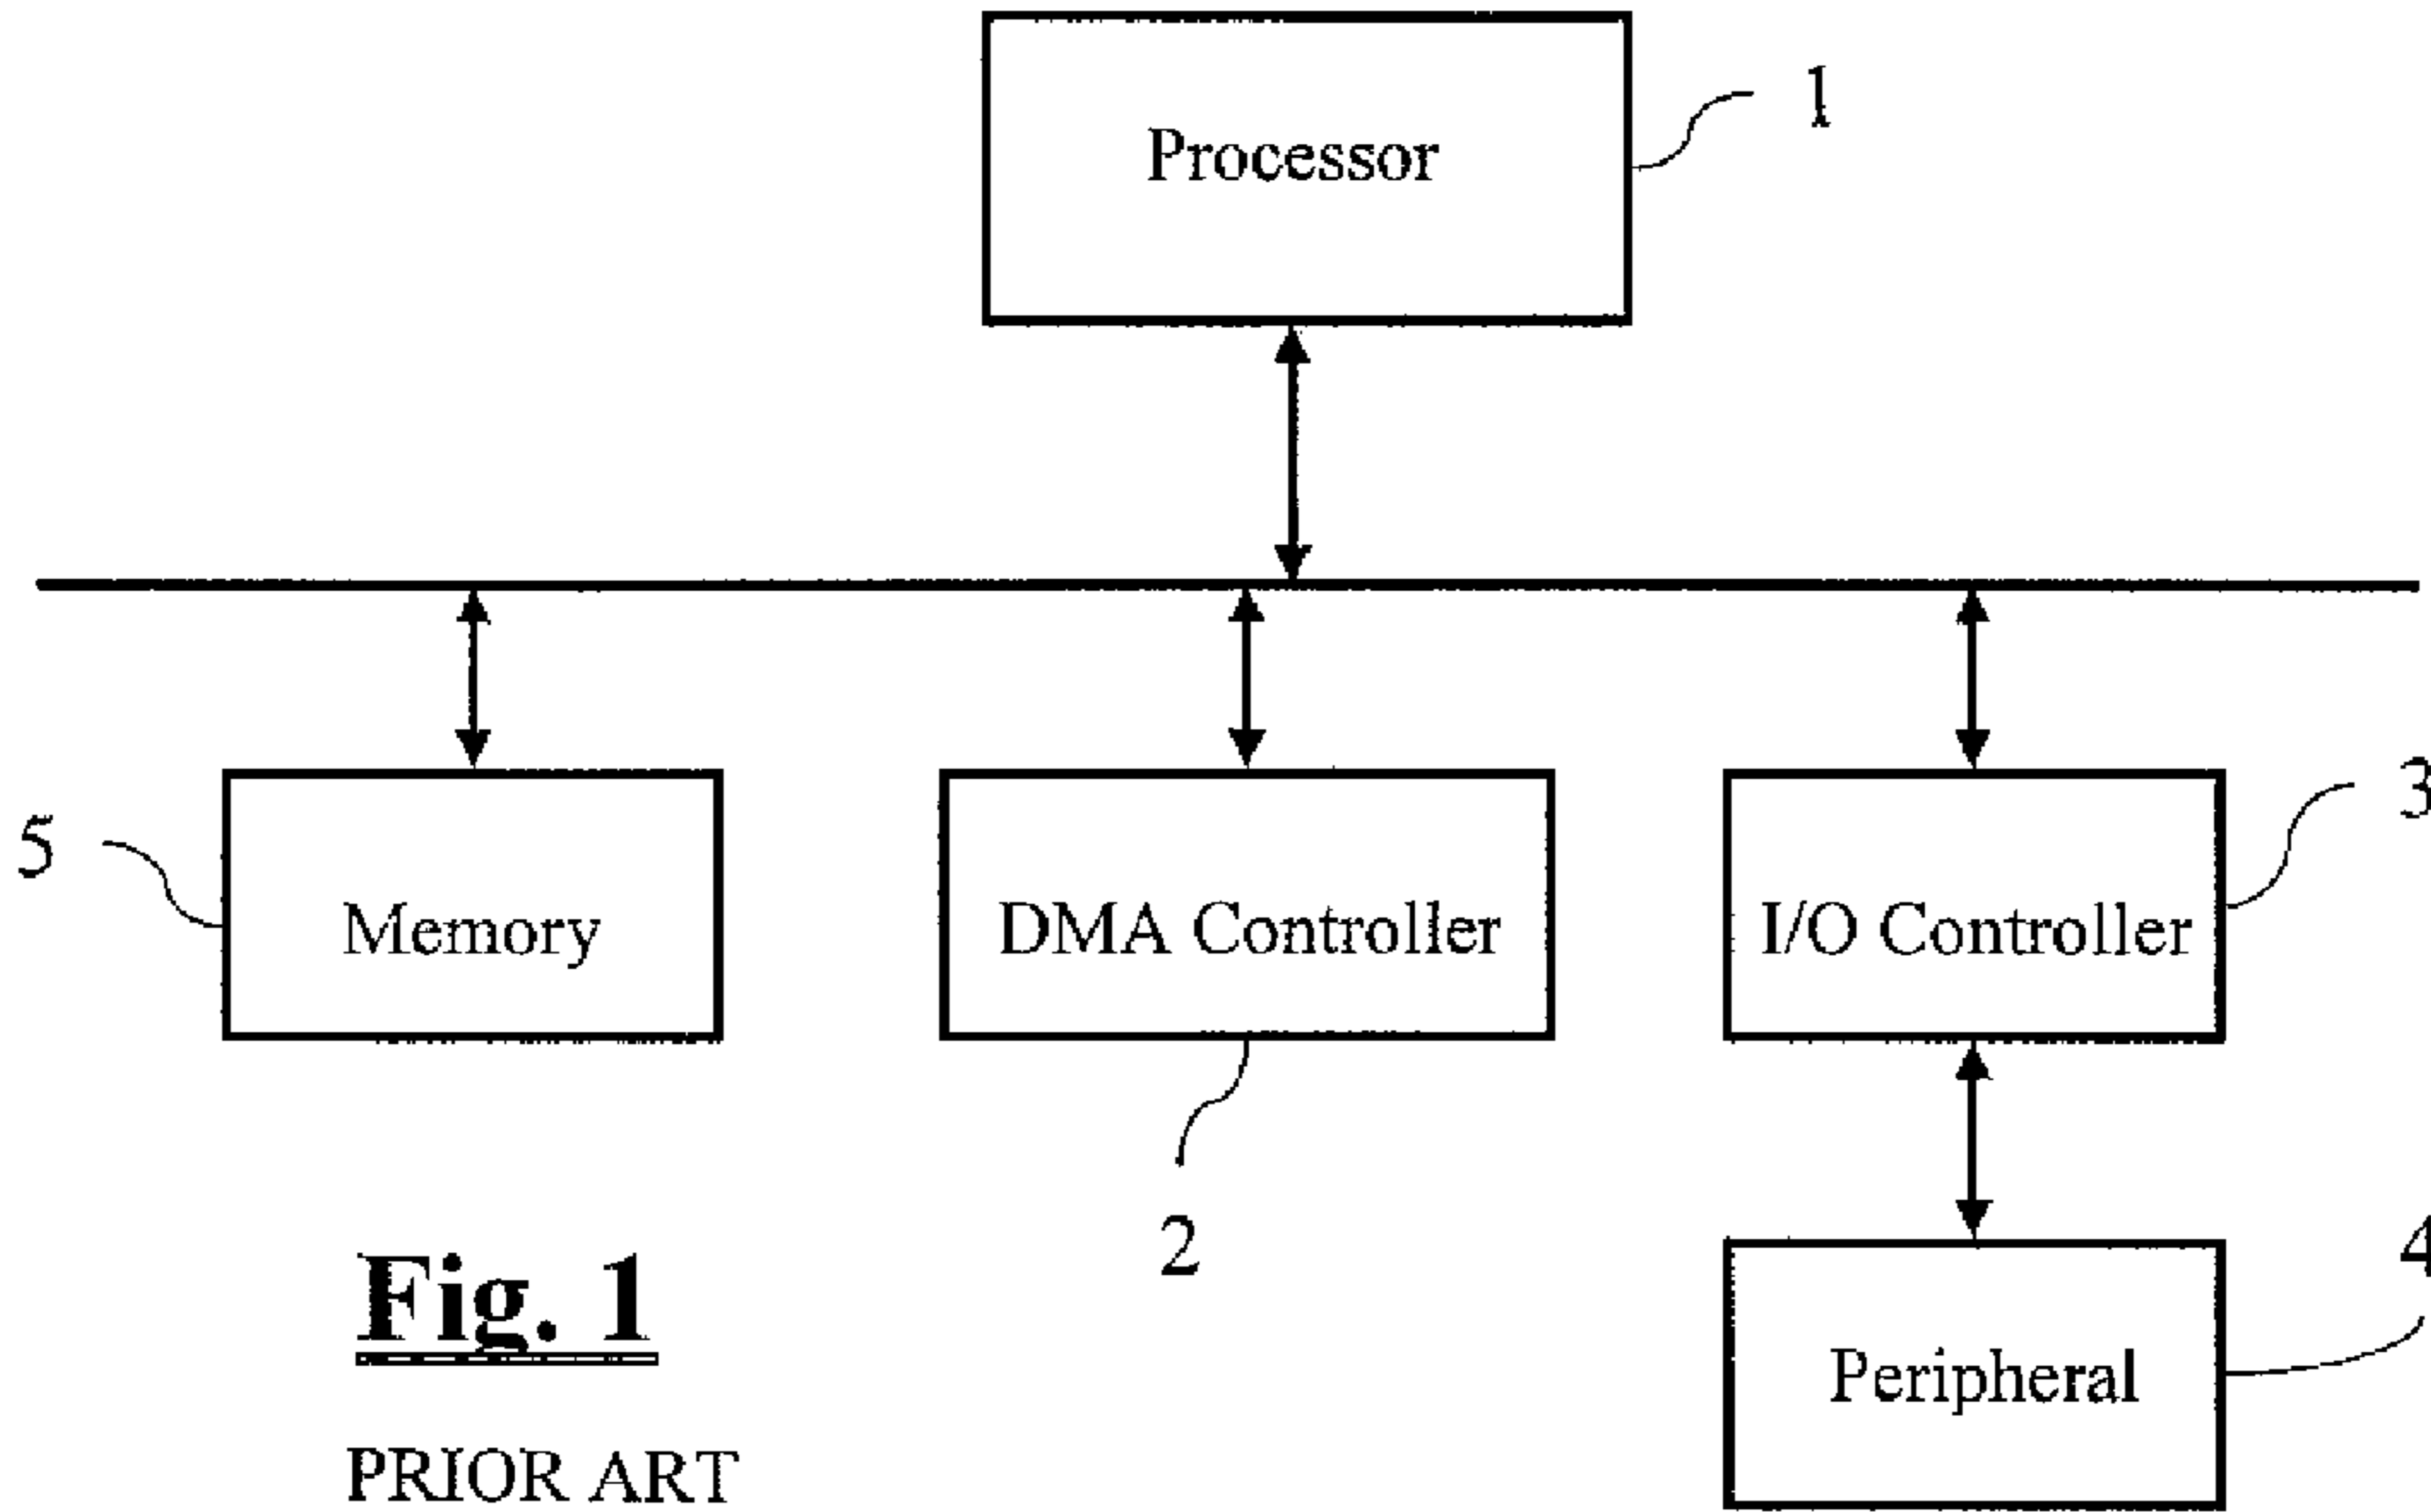 Processor
1
5
Memory
DMA Controller
I/O Controller
3
2
4
Peripheral
Fig. 1
PRIOR ART